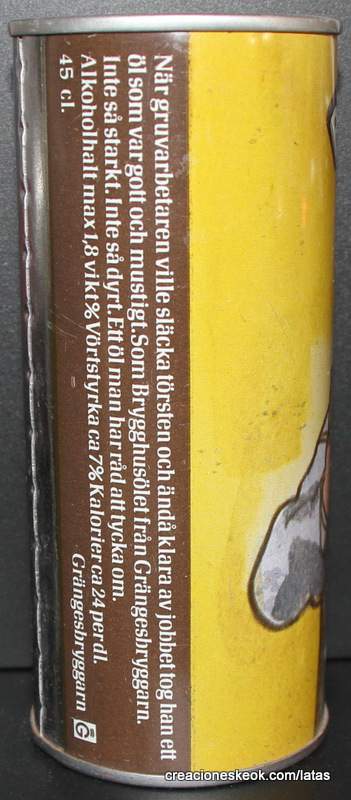 När gruvarbetaren ville släcka törsten och ändå klara av jobbet tog han ett
öl som var gott och mustigt. Som Brygghusölet från Grängesbryggarn.
Inte så starkt. Inte så dyrt. Ett öl man har råd att tycka om.
Alkoholhalt max 1,8 vikt% Vörtstyrka ca 7% Kalorier ca 24 per dl.
45 cl.
Grängesbryggarn G
creacioneskeok.com/latas